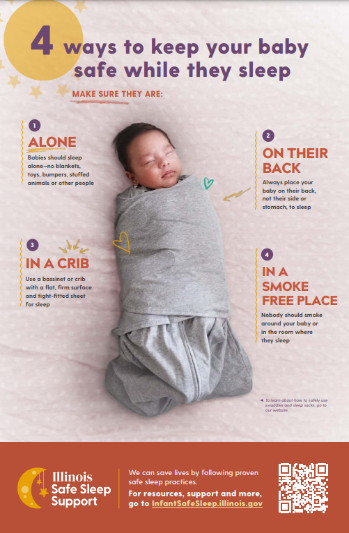 4 ways to keep your baby
safe while they sleep
MAKE SURE THEY ARE:
1
ALONE
Babies should sleep
alone—no blankets,
toys, bumpers, stuffed
animals or other people
2
ON THEIR
BACK
Always place your
baby on their back,
not their side or
stomach, to sleep
3
IN A CRIB
Use a bassinet or crib
with a flat, firm surface
and tight-fitted sheet
for sleep
4
IN A
SMOKE
FREE PLACE
Nobody should smoke
around your baby or
in the room where
they sleep
To learn about how to safely use
swaddles and sleep sacks, go to
our website
Illinois
Safe Sleep
Support
We can save lives by following proven
safe sleep practices.
For resources, support and more,
go to InfantSafeSleep.illinois.gov